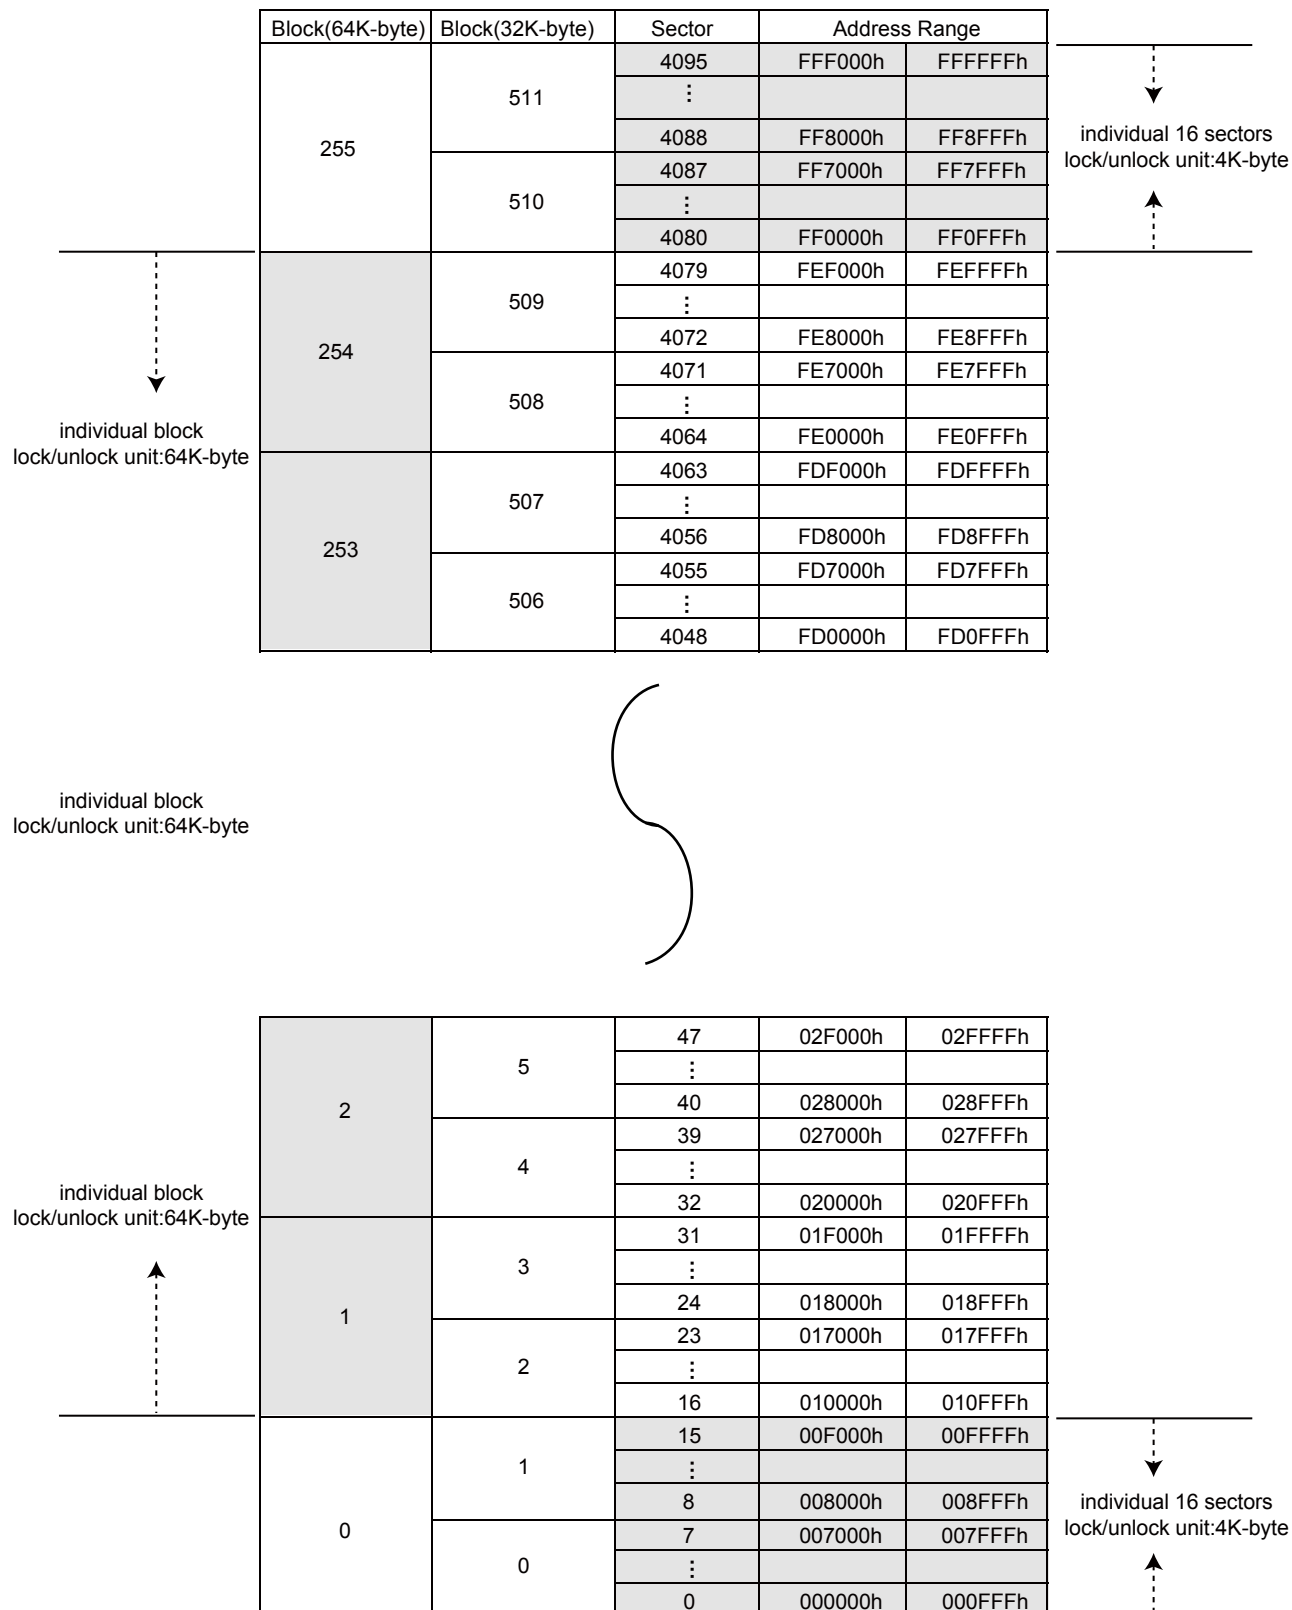 Block(64K-byte) Block(32K-byte) Sector Address Range
4095 FFF000h FFFFFFh
511 ⋮
individual 16 sectors
lock/unlock unit:4K-byte
255 4088 FF8000h FF8FFFh
4087 FF7000h FF7FFFh
510 ⋮
4080 FF0000h FF0FFFh
4079 FEF000h FEFFFFh
509 ⋮
4072 FE8000h FE8FFFh
254
4071 FE7000h FE7FFFh
508 ⋮
individual block
lock/unlock unit:64K-byte
4064 FE0000h FE0FFFh
4063 FDF000h FDFFFFh
507 ⋮
4056 FD8000h FD8FFFh
253
4055 FD7000h FD7FFFh
506 ⋮
4048 FD0000h FD0FFFh
individual block
lock/unlock unit:64K-byte
47 02F000h 02FFFFh
5 ⋮
40 028000h 028FFFh
2
39 027000h 027FFFh
4 ⋮
individual block
lock/unlock unit:64K-byte
32 020000h 020FFFh
31 01F000h 01FFFFh
3 ⋮
24 018000h 018FFFh
1
23 017000h 017FFFh
2 ⋮
16 010000h 010FFFh
15 00F000h 00FFFFh
1 ⋮
8 008000h 008FFFh
individual 16 sectors
lock/unlock unit:4K-byte
0
7 007000h 007FFFh
0 ⋮
0 000000h 000FFFh